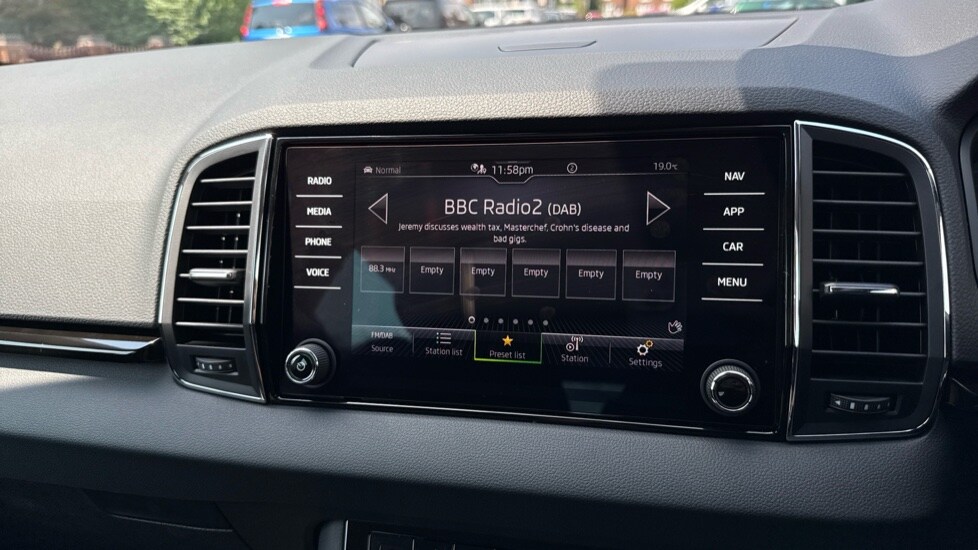 Normal
11:58pm
19.0°C
RADIO
MEDIA
PHONE
VOICE
BBC Radio2 (DAB)
Jeremy discusses wealth tax, Masterchef, Crohn's disease and
bad gigs.
88.3 MHz
Empty
Empty
Empty
Empty
Empty
FM/DAB
Source
Station list
Preset list
Station
Settings
NAV
APP
CAR
MENU